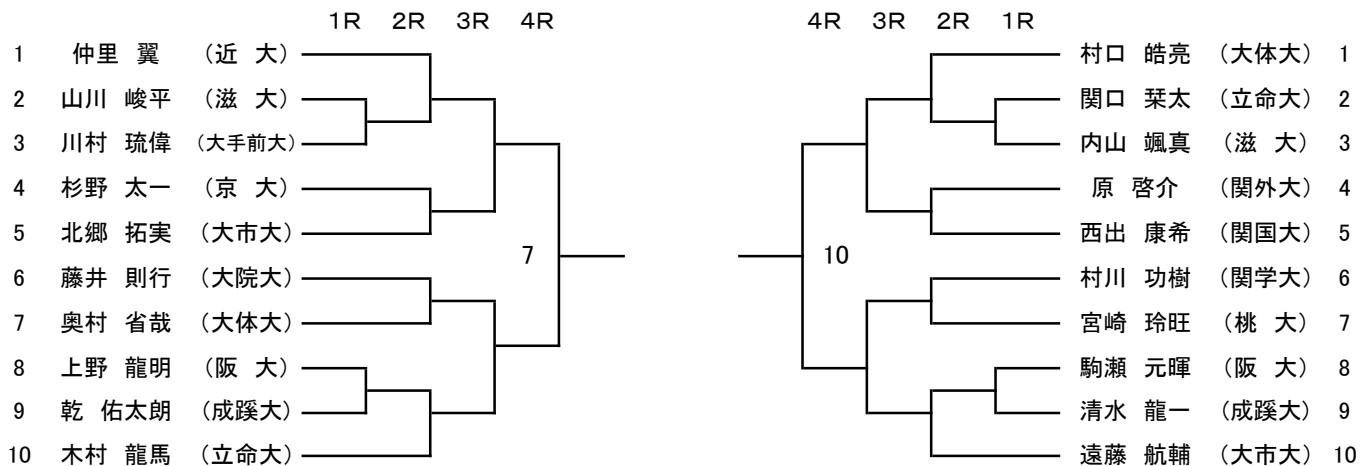 1R 2R 3R 4R
1 仲里 翼 （近 大）
2 山川 峻平 （滋 大）
3 川村 琉偉 （大手前大）
4 杉野 太一 （京 大）
5 北郷 拓実 （大市大）
6 藤井 則行 （大院大）
7 奥村 省哉 （大体大）
8 上野 龍明 （阪 大）
9 乾 佑太朗 （成蹊大）
10 木村 龍馬 （立命大）
7
4R 3R 2R 1R
村口 皓亮 （大体大） 1
関口 栞太 （立命大） 2
内山 颯真 （滋 大） 3
原 啓介 （関外大） 4
西出 康希 （関国大） 5
村川 功樹 （関学大） 6
宮崎 玲旺 （桃 大） 7
駒瀬 元暉 （阪 大） 8
清水 龍一 （成蹊大） 9
遠藤 航輔 （大市大） 10
10